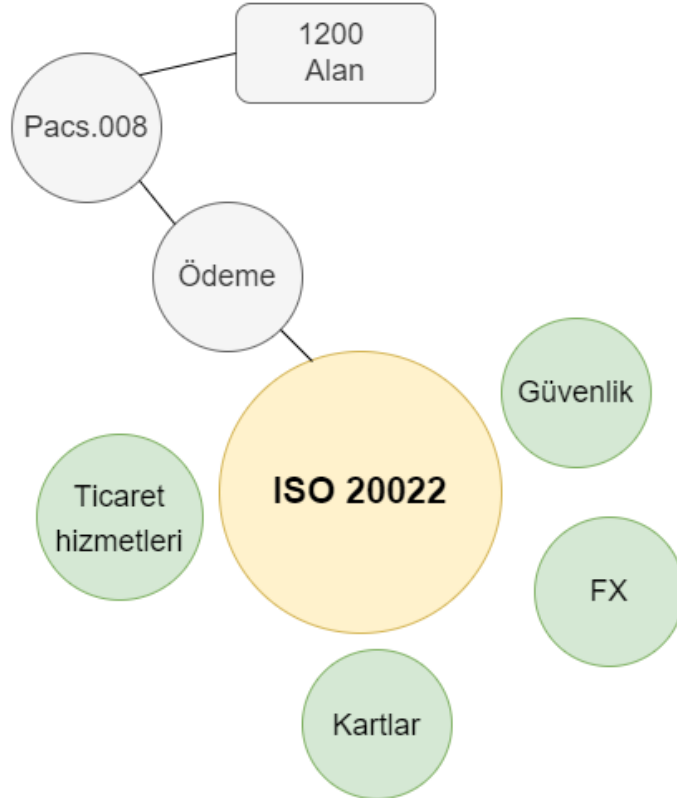 1200
Alan
Pacs.008
Ödeme
Güvenlik
ISO 20022
Ticaret
hizmetleri
FX
Kartlar